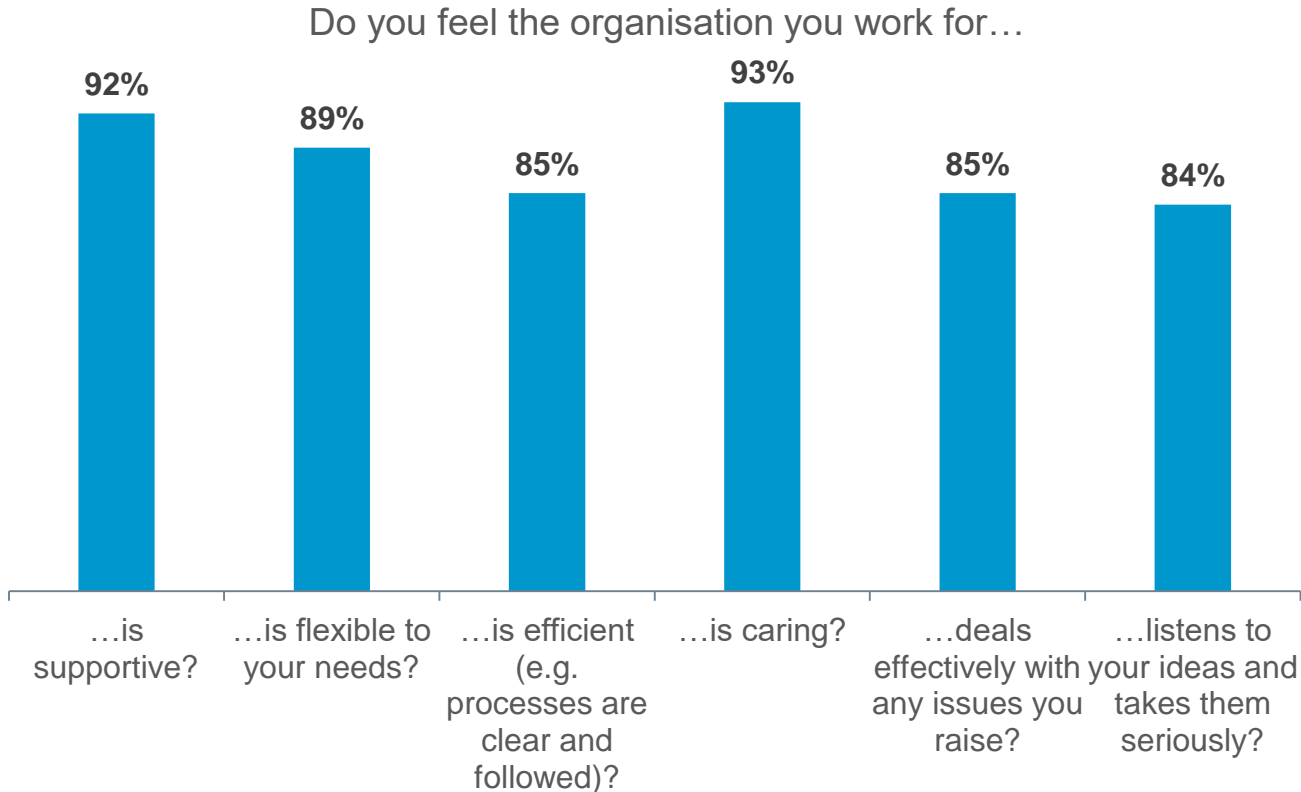 Do you feel the organisation you work for…
92%
89%
85%
93%
85%
84%
…is
supportive?
…is flexible to
your needs?
…is efficient
(e.g.
processes are
clear and
followed)?
…is caring?
…deals
effectively with
any issues you
raise?
…listens to
your ideas and
takes them
seriously?